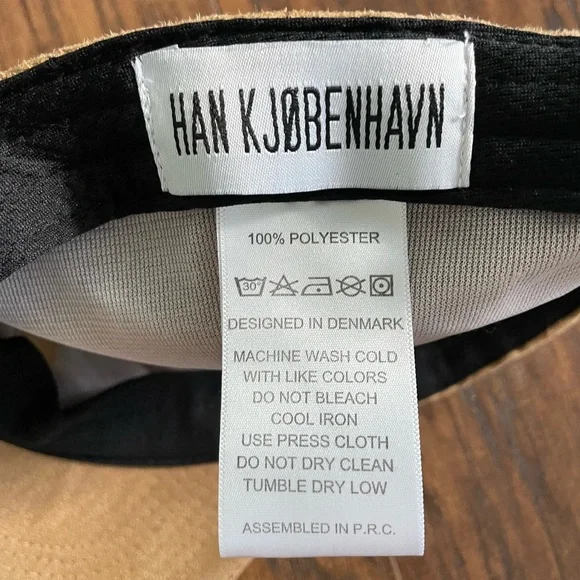 HAN KJØBENHAVN
100% POLYESTER
30°
DESIGNED IN DENMARK
MACHINE WASH COLD
WITH LIKE COLORS
DO NOT BLEACH
COOL IRON
USE PRESS CLOTH
DO NOT DRY CLEAN
TUMBLE DRY LOW
ASSEMBLED IN P.R.C.